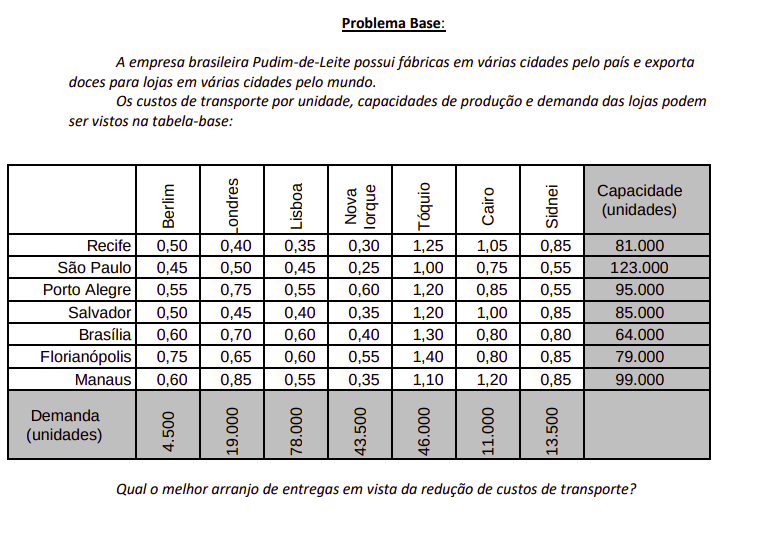 Problema Base:
A empresa brasileira Pudim-de-Leite possui fábricas em várias cidades pelo país e exporta
doces para lojas em várias cidades pelo mundo.
Os custos de transporte por unidade, capacidades de produção e demanda das lojas podem
ser vistos na tabela-base:
Berlim Londres Lisboa Nova Iorque Tóquio Cairo Sidnei Capacidade (unidades)
Recife 0,50 0,40 0,35 0,30 1,25 1,05 0,85 81.000
São Paulo 0,45 0,50 0,45 0,25 1,00 0,75 0,55 123.000
Porto Alegre 0,55 0,75 0,55 0,60 1,20 0,85 0,55 95.000
Salvador 0,50 0,45 0,40 0,35 1,20 1,00 0,85 85.000
Brasília 0,60 0,70 0,60 0,40 1,30 0,80 0,80 64.000
Florianópolis 0,75 0,65 0,60 0,55 1,40 0,80 0,85 79.000
Manaus 0,60 0,85 0,55 0,35 1,10 1,20 0,85 99.000
Demanda (unidades) 4.500 19.000 78.000 43.500 46.000 11.000 13.500
Qual o melhor arranjo de entregas em vista da redução de custos de transporte?